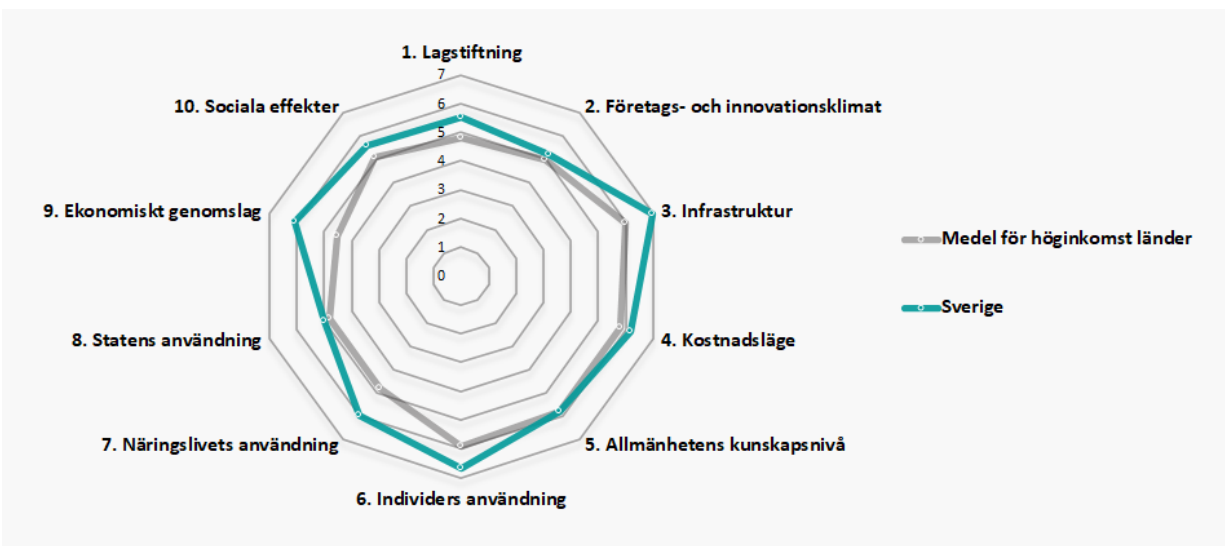 1. Lagstiftning
7
10. Sociala effekter
6
2. Företags- och innovationsklimat
5
4
3
9. Ekonomiskt genomslag
2
3. Infrastruktur
1
Medel för höginkomst länder
0
Sverige
8. Statens användning
4. Kostnadsläge
7. Näringslivets användning
5. Allmänhetens kunskapsnivå
6. Individers användning